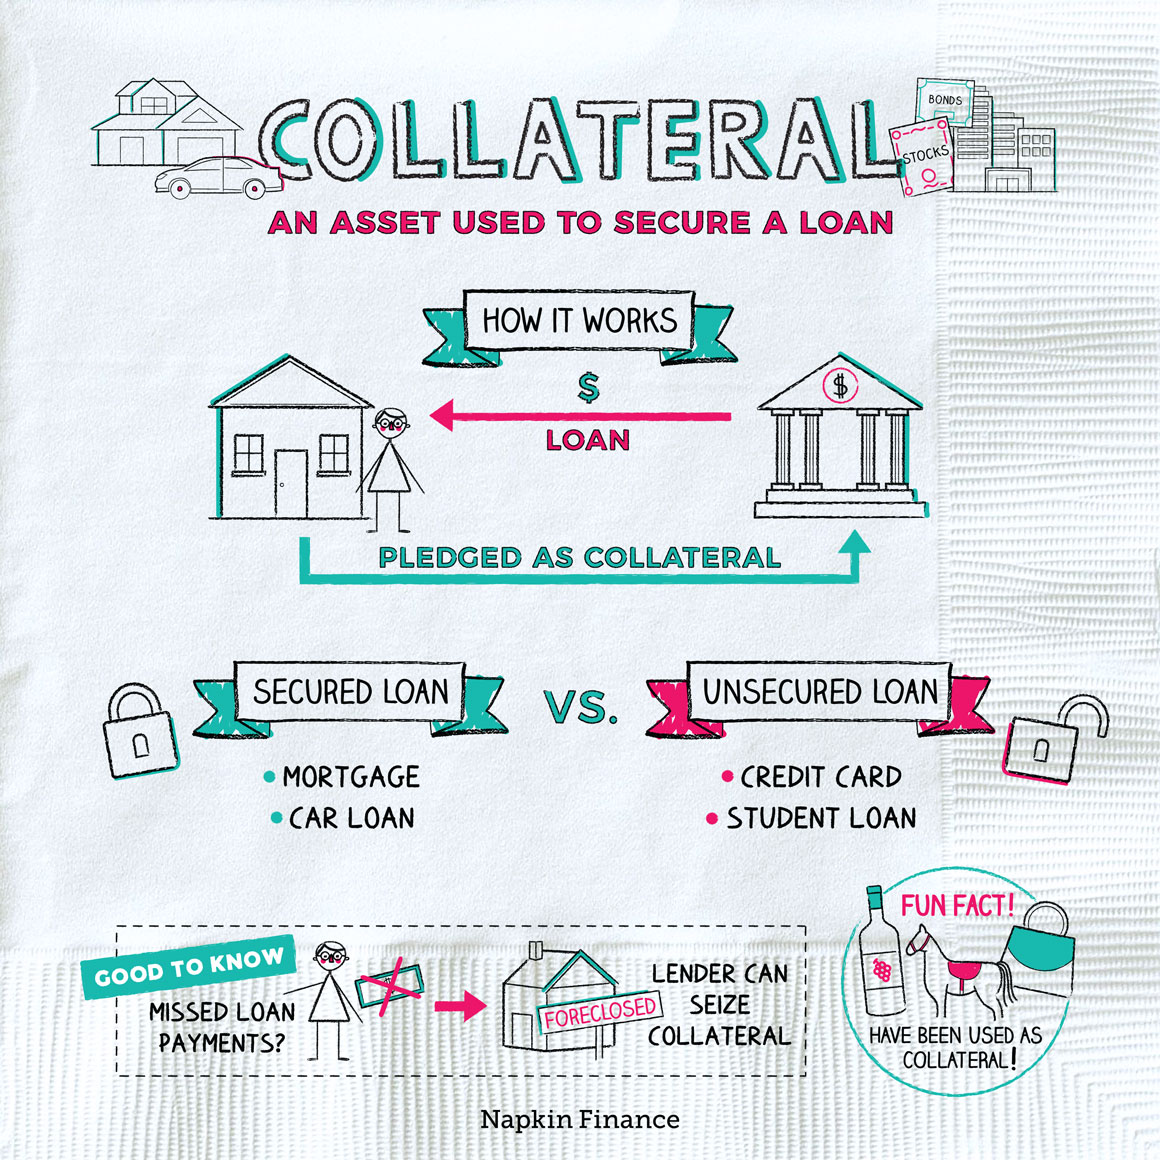 COLLATERAL
BONDS
STOCKS
AN ASSET USED TO SECURE A LOAN
HOW IT WORKS
$
$
LOAN
PLEDGED AS COLLATERAL
SECURED LOAN
VS.
UNSECURED LOAN
• MORTGAGE
• CAR LOAN
• CREDIT CARD
• STUDENT LOAN
GOOD TO KNOW
MISSED LOAN
PAYMENTS?
FORECLOSED
LENDER CAN
SEIZE
COLLATERAL
FUN FACT!
HAVE BEEN USED AS
COLLATERAL!
Napkin Finance